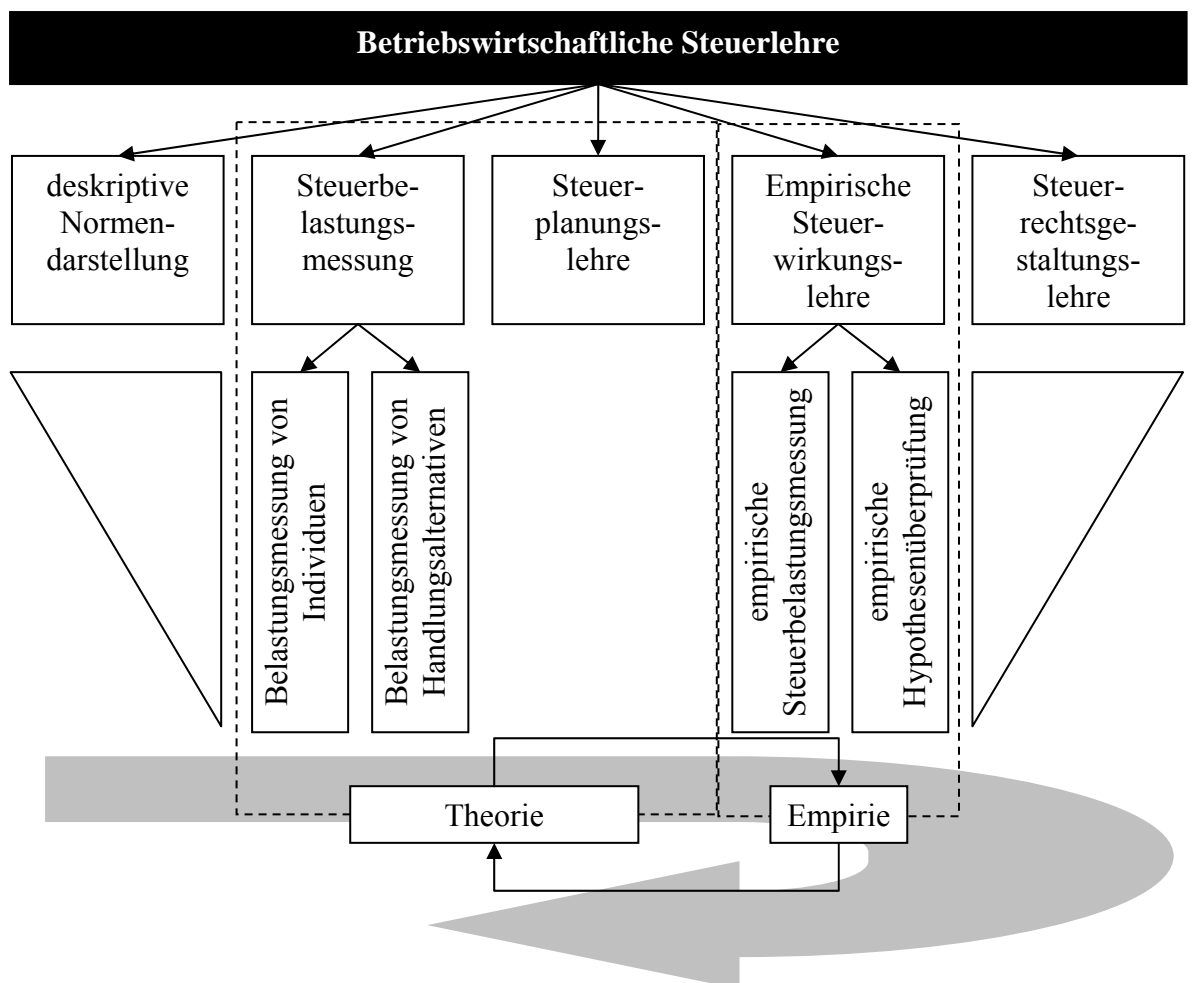 Betriebswirtschaftliche Steuerlehre
deskriptive
Normen-
darstellung
Steuerbe-
lastungs-
messung
Steuer-
planungs-
lehre
Empirische
Steuer-
wirkungs-
lehre
Steuer-
rechtsge-
staltungs-
lehre
Belastungsmessung von
Individuen
Belastungsmessung von
Handlungsalternativen
empirische
Steuerbelastungsmessung
empirische
Hypothesenüberprüfung
Theorie
Empirie